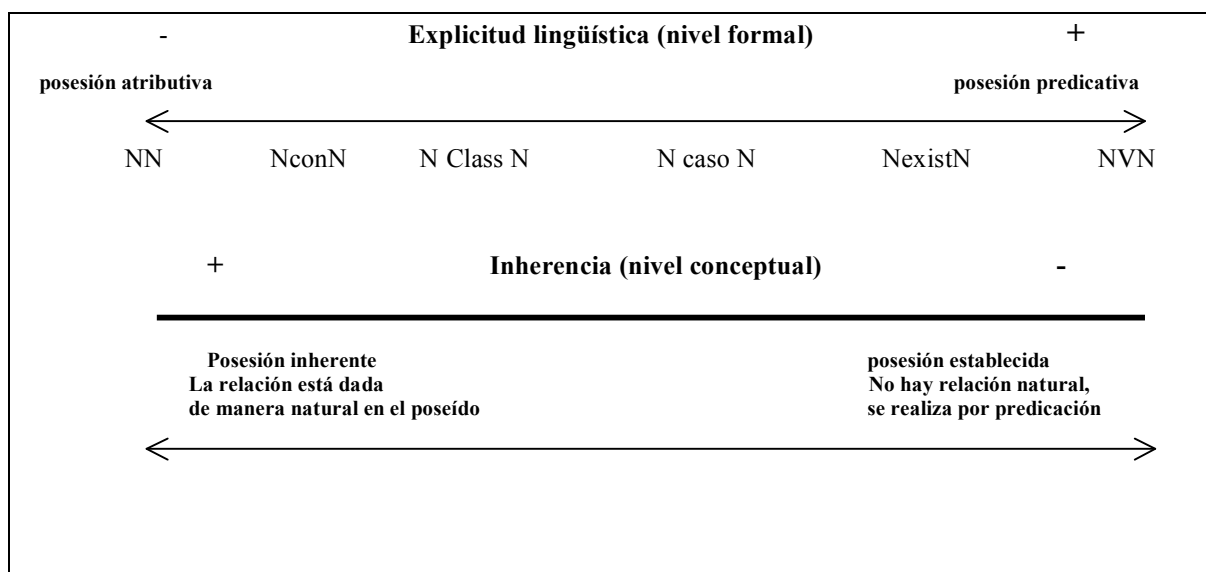 - Explicitud lingüística (nivel formal) +
posesión atributiva posesión predicativa
NN NconN N Class N N caso N NexistN NVN
+ Inherencia (nivel conceptual) -
Posesión inherente posesión establecida
La relación está dada No hay relación natural,
de manera natural en el poseído se realiza por predicación